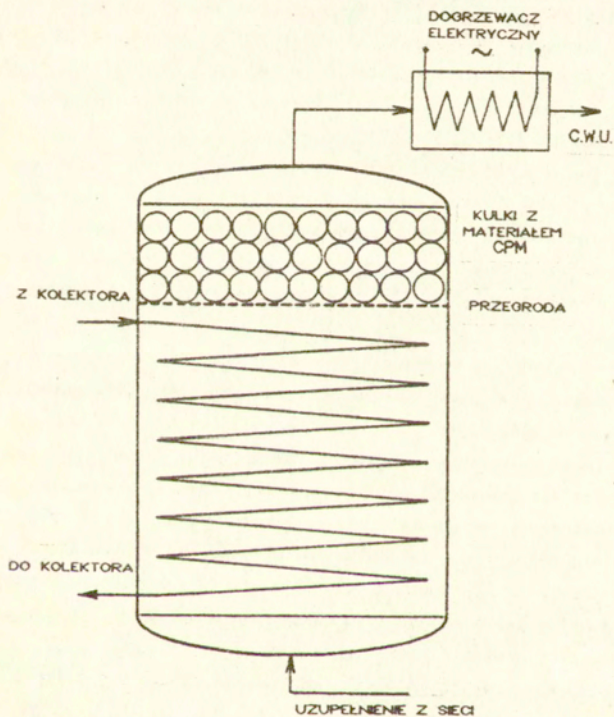 DOGRZEWACZ
ELEKTRYCZNY
~
C.W.U.
KULKI Z
MATERIAŁEM
CPM
Z KOLEKTORA
PRZEGRODA
DO KOLEKTORA
UZUPEŁNIENIE Z SIECI